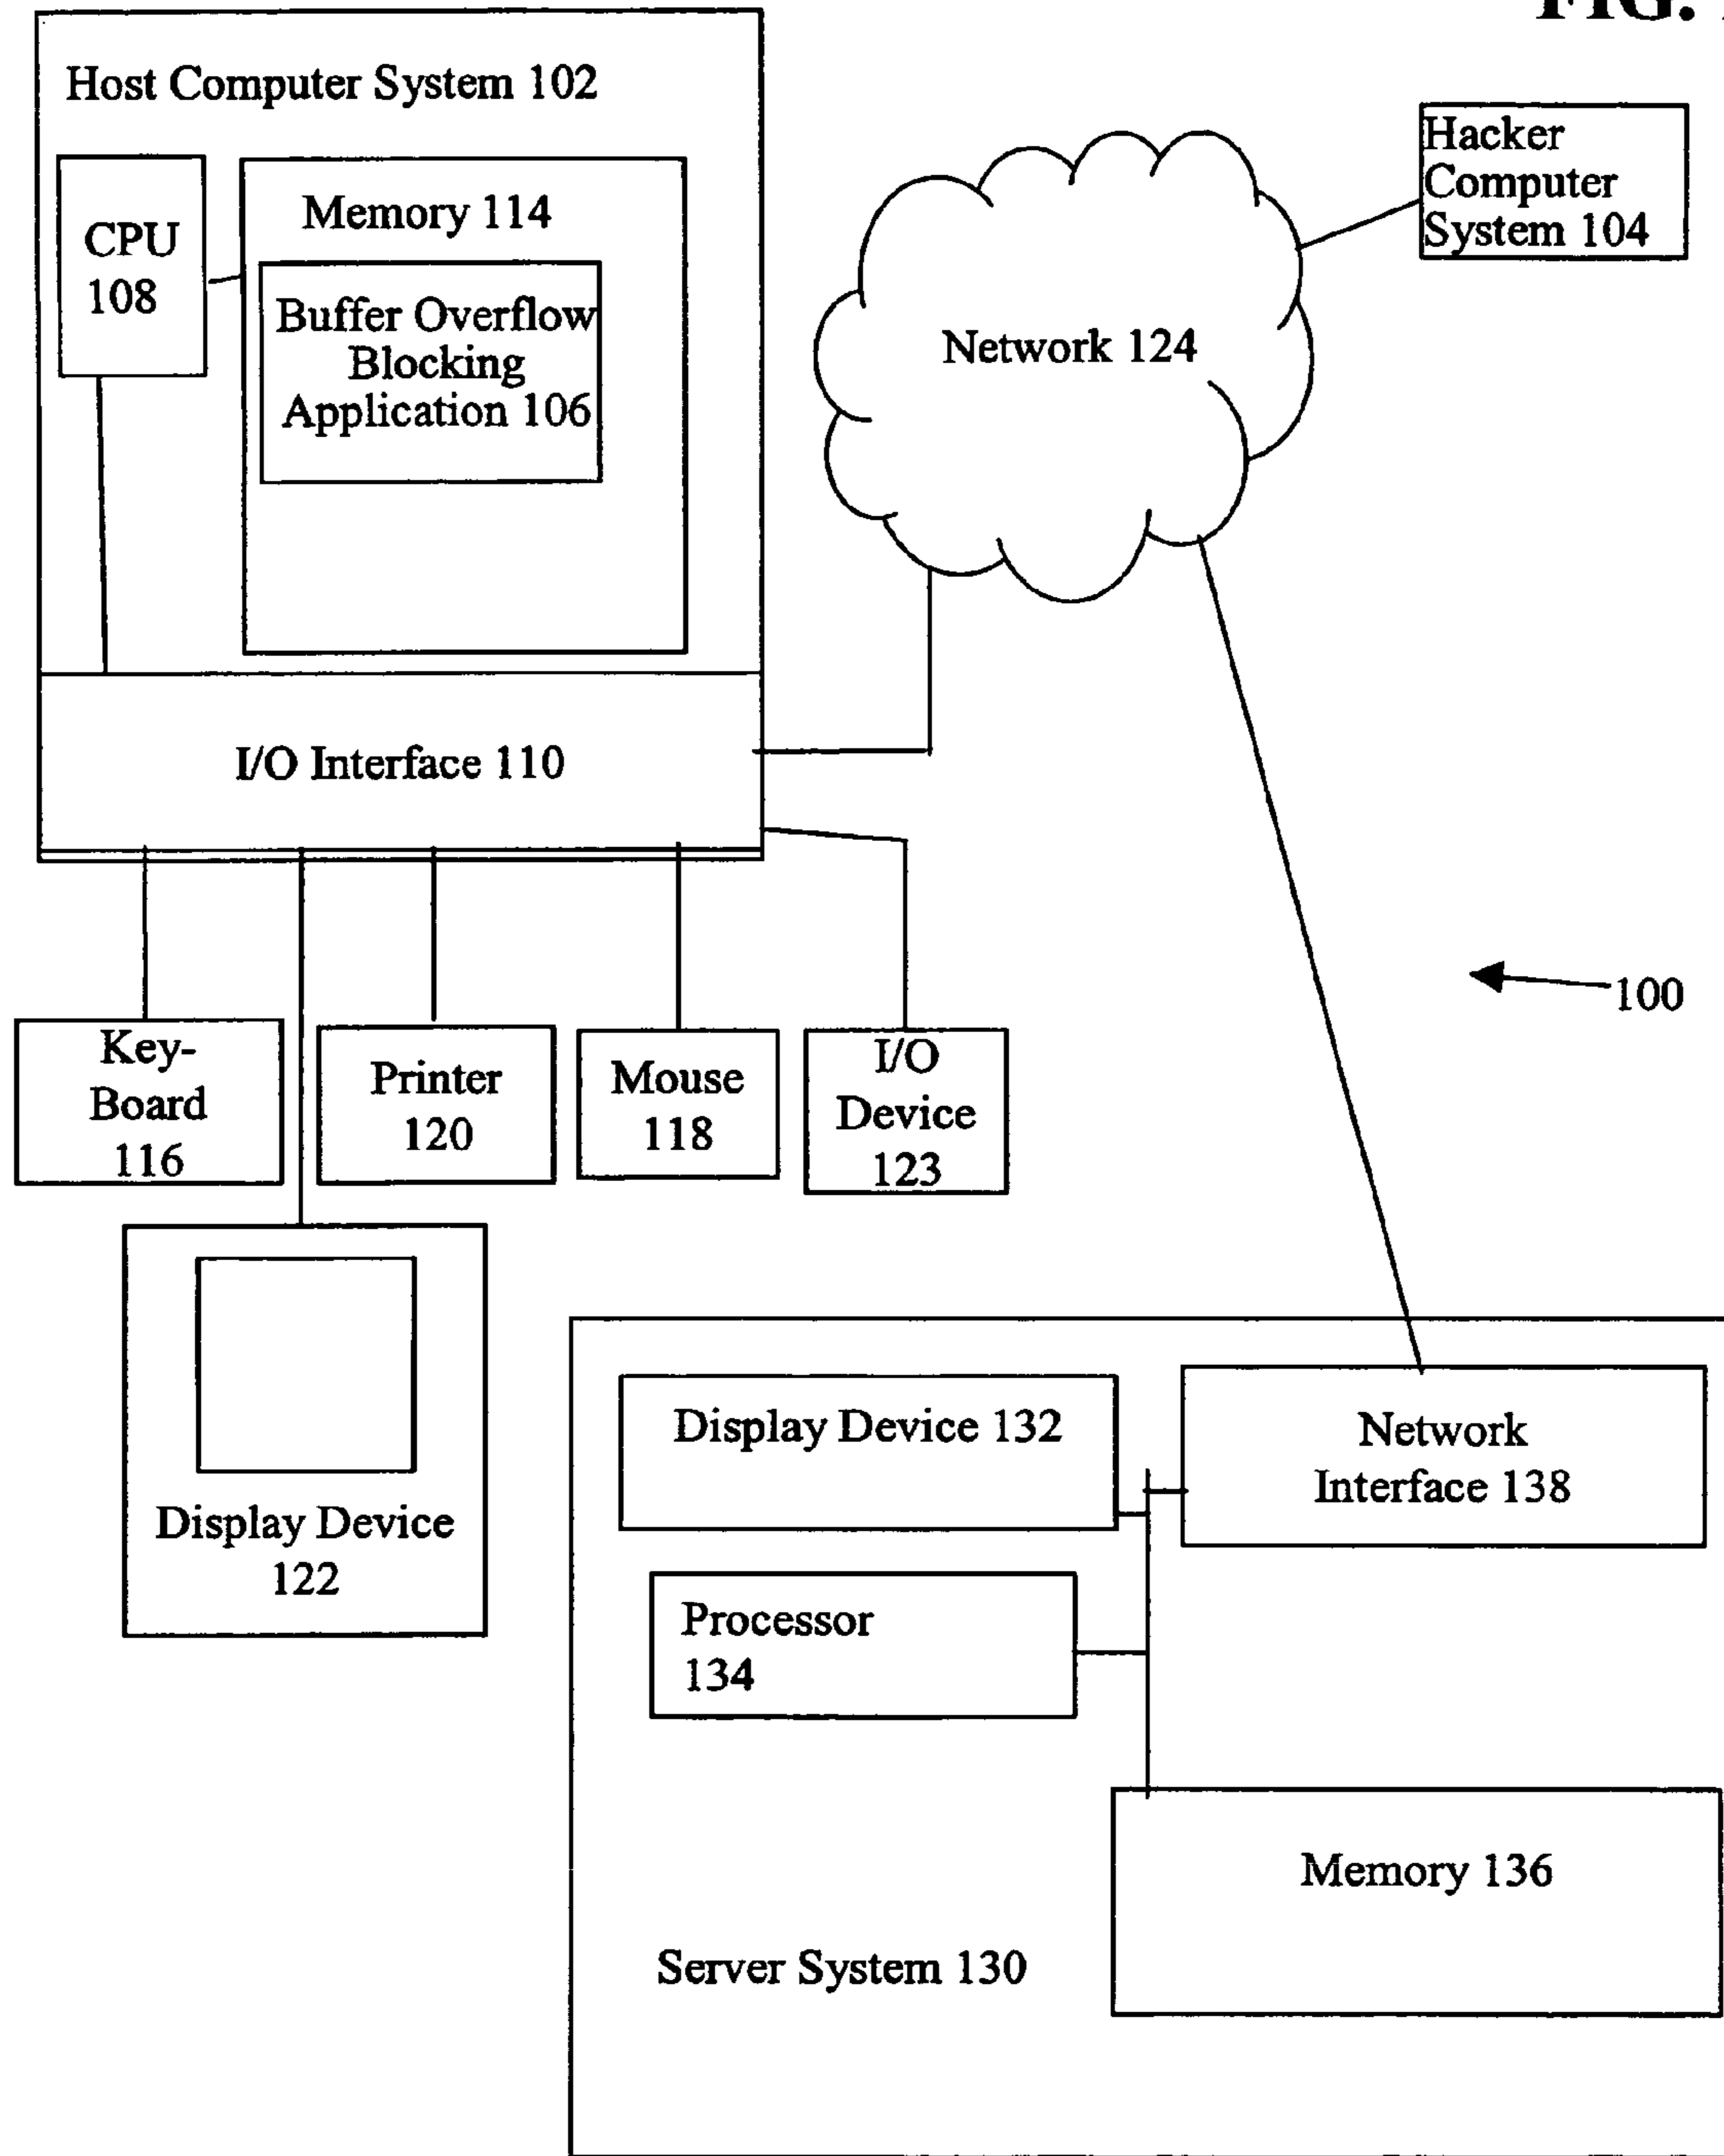 FIG.
Host Computer System 102
CPU
108
Memory 114
Buffer Overflow
Blocking
Application 106
Network 124
Hacker
Computer
System 104
I/O Interface 110
100
Key-
Board
116
Printer
120
Mouse
118
I/O
Device
123
Display Device
122
Display Device 132
Network
Interface 138
Processor
134
Memory 136
Server System 130